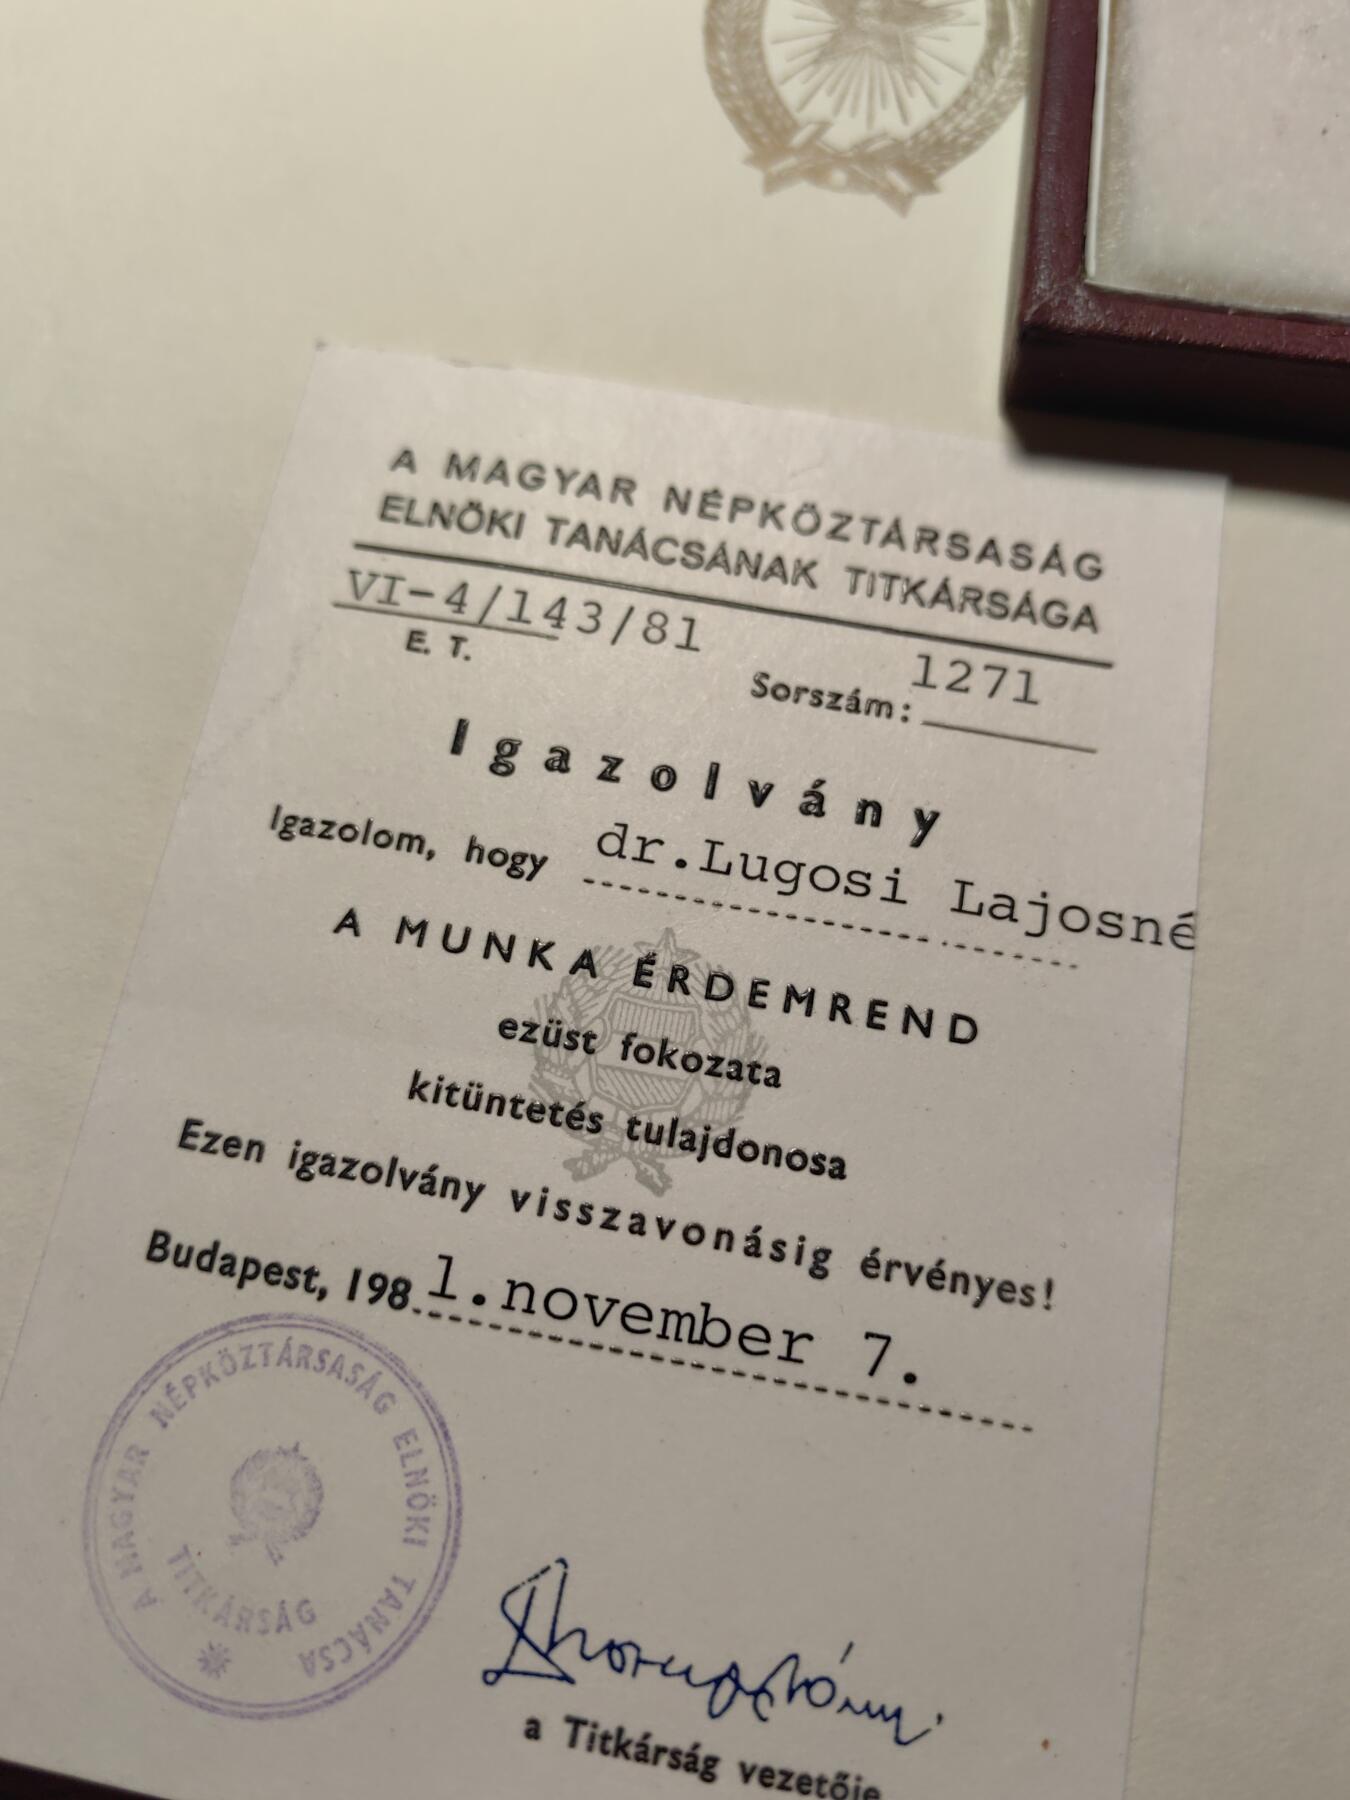 A MAGYAR NÉPKÖZTÁRSASÁG
ELNÖKI TANÁCSÁNAK TITKÁRSÁGA
VI-4/143/81
E. T.
Sorszám: 1271
Igazolvány
Igazolom, hogy dr.Lugosi Lajosné
A MUNKA ÉRDEMREND
ezüst fokozata
kitüntetés tulajdonosa
Ezen igazolvány visszavonásig érvényes!
Budapest, 1981.november 7.
A MAGYAR NÉPKÖZTÁRSASÁG ELNÖKI TANÁCSA
TITKÁRSÁG
a Titkárság vezetője